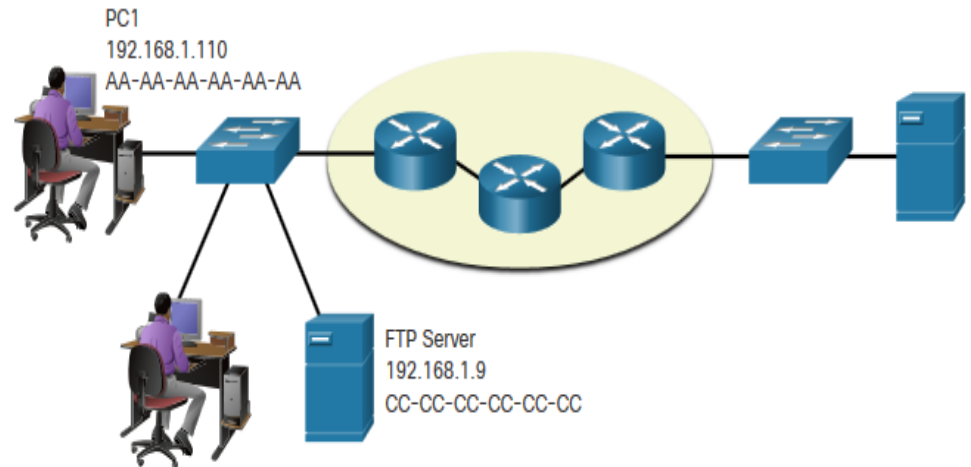 PC1
192.168.1.110
AA-AA-AA-AA-AA-AA
FTP Server
192.168.1.9
CC-CC-CC-CC-CC-CC